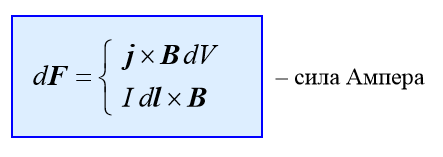 j × B dV
dF = {
I dl × B
– сила Ампера